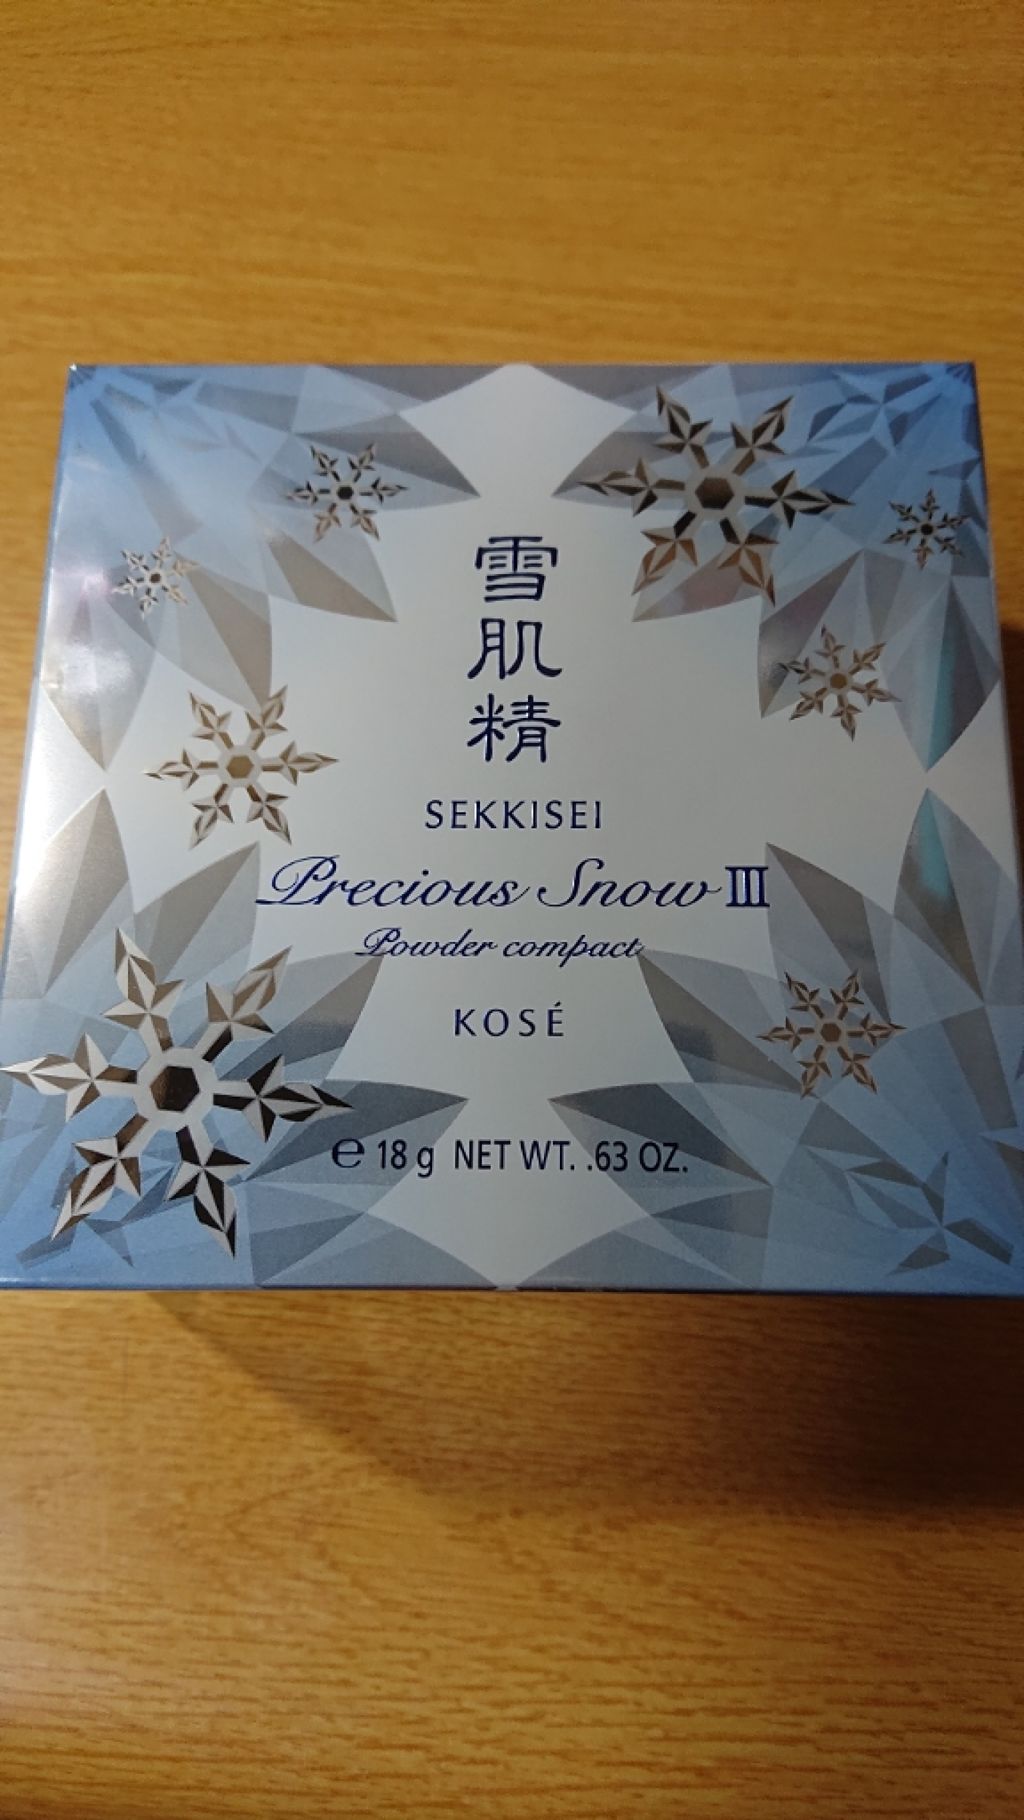 雪肌精
SEKKISEI
Precious Snow III
Powder compact
KOSÉ
℮ 18 g NET WT. .63 OZ.